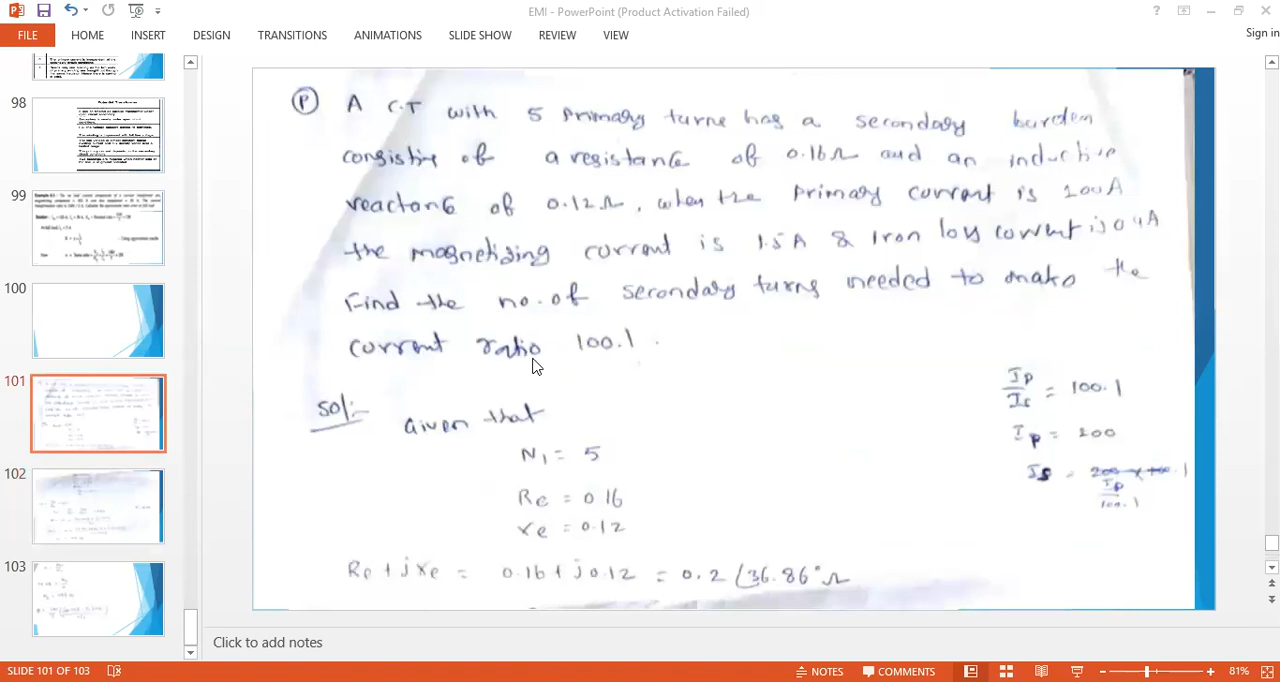 EMI - PowerPoint (Product Activation Failed)
FILE HOME INSERT DESIGN TRANSITIONS ANIMATIONS SLIDE SHOW REVIEW VIEW Sign in
98
99
100
101
102
103
P A C.T with 5 primary turns has a secondary burden
consisting of a resistance of 0.16Ω and an inductive
reactance of 0.12Ω, when the primary current is 200A
the magnetizing current is 1.5A & Iron loss current is 0.4A
Find the no. of secondary turns needed to make the
current ratio 100.1
Sol:- Given that
N1 = 5
Re = 0.16
Xe = 0.12
Re + jXe = 0.16 + j0.12 = 0.2 ∠36.86° Ω
Ip/Is = 100.1
Ip = 200
Is = Ip/100.1
Click to add notes
SLIDE 101 OF 103 NOTES COMMENTS 81%